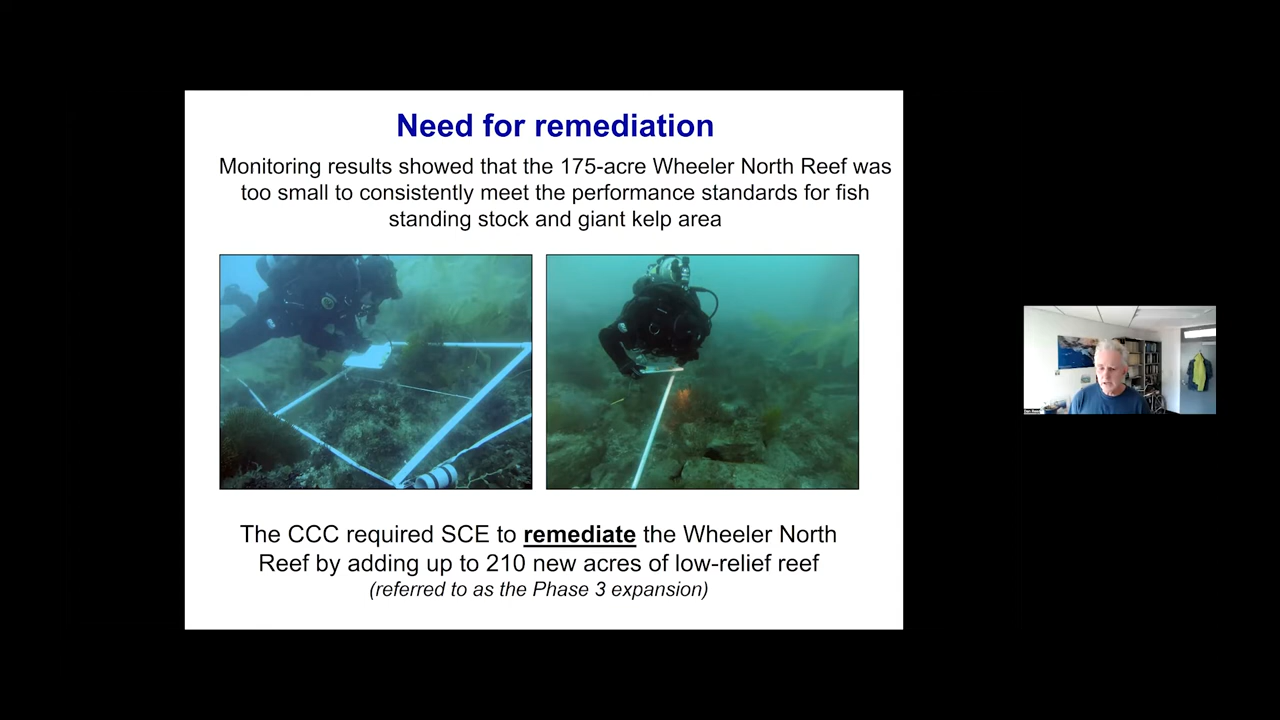 Need for remediation
Monitoring results showed that the 175-acre Wheeler North Reef was
too small to consistently meet the performance standards for fish
standing stock and giant kelp area
The CCC required SCE to remediate the Wheeler North
Reef by adding up to 210 new acres of low-relief reef
(referred to as the Phase 3 expansion)